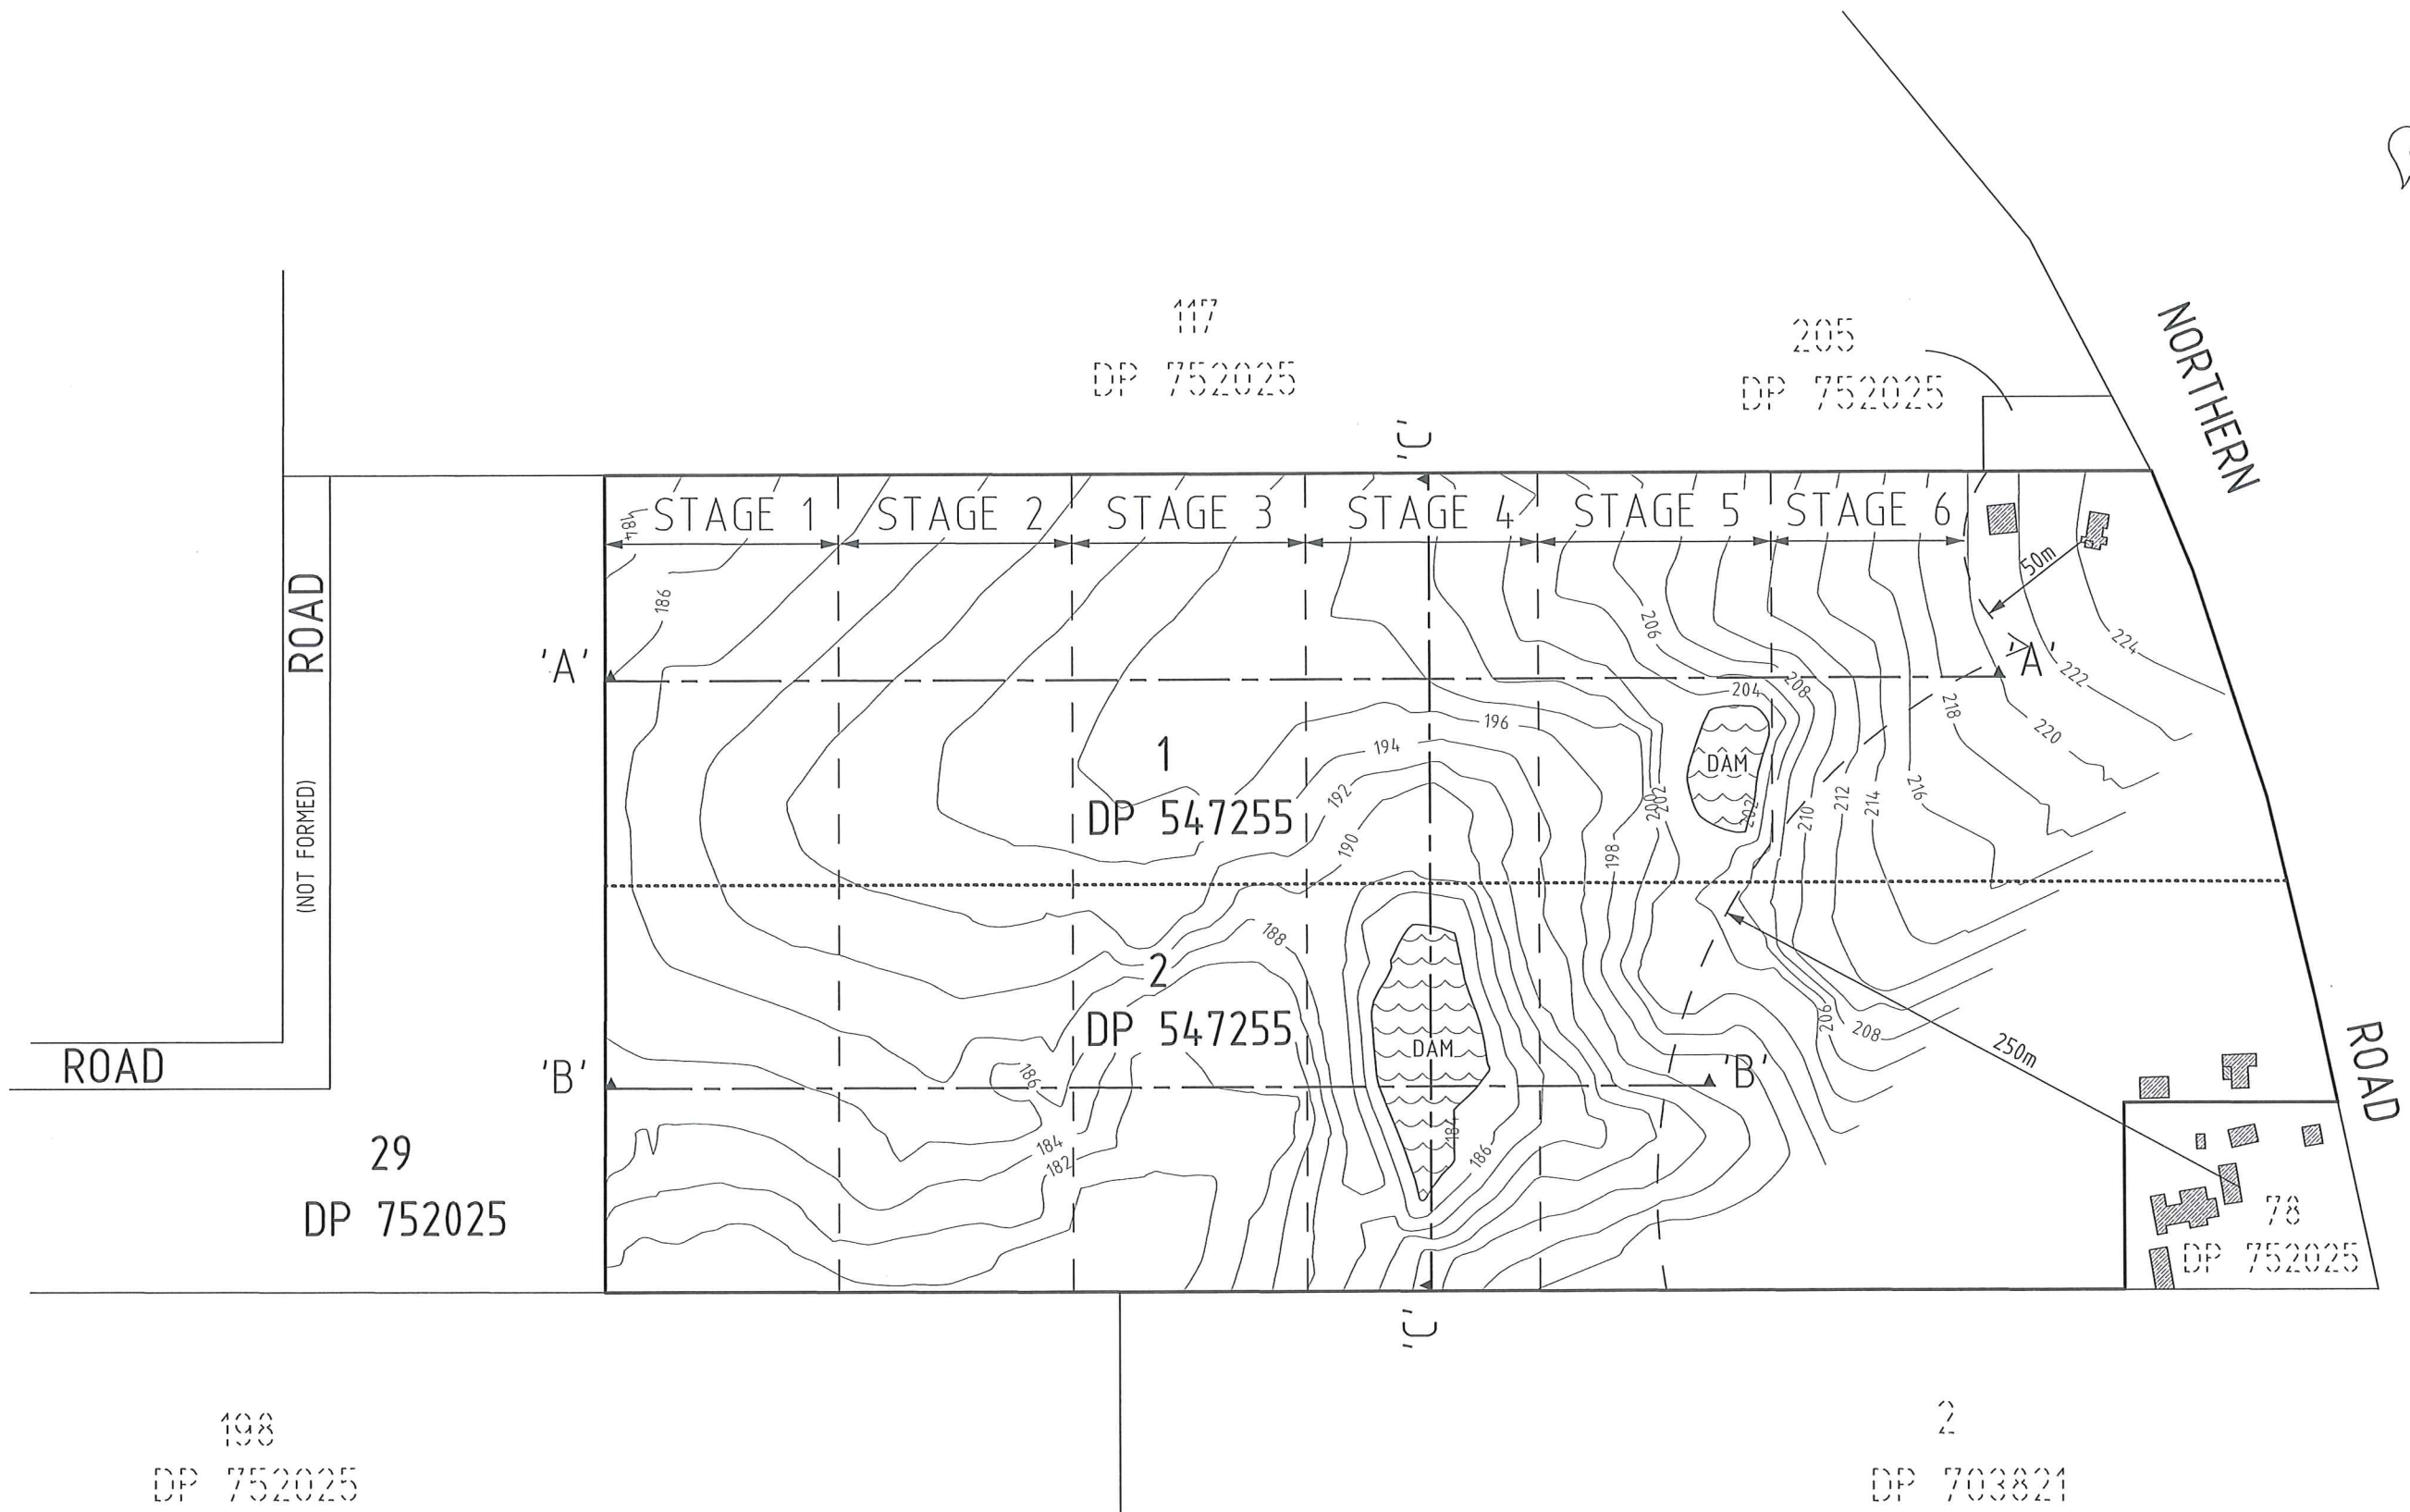 117
DP 752025
205
DP 752025
NORTHERN
'C'
STAGE 1
STAGE 2
STAGE 3
STAGE 4
STAGE 5
STAGE 6
184
186
206
50m
224
ROAD
'A'
'A'
222
204
208
218
220
196
194
1
DAM
DP 547255
192
190
200
202
202
198
210
212
214
216
(NOT FORMED)
188
2
DP 547255
DAM
206
208
250m
ROAD
ROAD
'B'
'B'
186
184
182
184
186
29
DP 752025
78
DP 752025
'C'
198
DP 752025
2
DP 703821